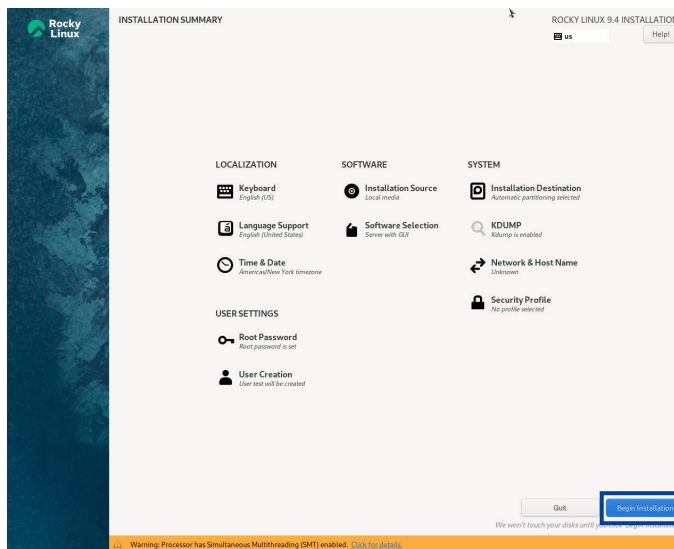 Rocky
Linux
INSTALLATION SUMMARY
ROCKY LINUX 9.4 INSTALLATION
us
Help!
LOCALIZATION
Keyboard
English (US)
Language Support
English (United States)
Time & Date
Americas/New York timezone
SOFTWARE
Installation Source
Local media
Software Selection
Server with GUI
SYSTEM
Installation Destination
Automatic partitioning selected
KDUMP
Kdump is enabled
Network & Host Name
Unknown
Security Profile
No profile selected
USER SETTINGS
Root Password
Root password is set
User Creation
User test will be created
Quit
Begin Installation
We won't touch your disks until you click 'Begin Installation
Warning: Processor has Simultaneous Multithreading (SMT) enabled. Click for details.